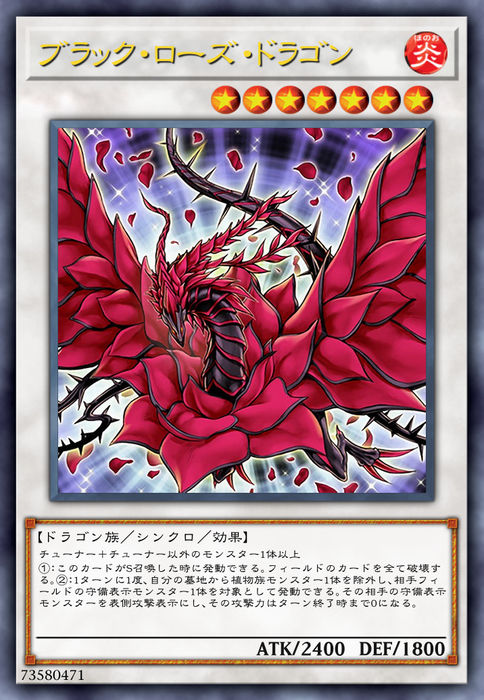 ブラック・ローズ・ドラゴン
ほのお
炎
【ドラゴン族／シンクロ／効果】
チューナー＋チューナー以外のモンスター1体以上
①：このカードがS召喚した時に発動できる。フィールドのカードを全て破壊す
る。②：1ターンに1度、自分の墓地から植物族モンスター1体を除外し、相手フィ
ールドの守備表示モンスター1体を対象として発動できる。その相手の守備表示
モンスターを表側攻撃表示にし、その攻撃力はターン終了時まで0になる。
ATK/2400 DEF/1800
73580471